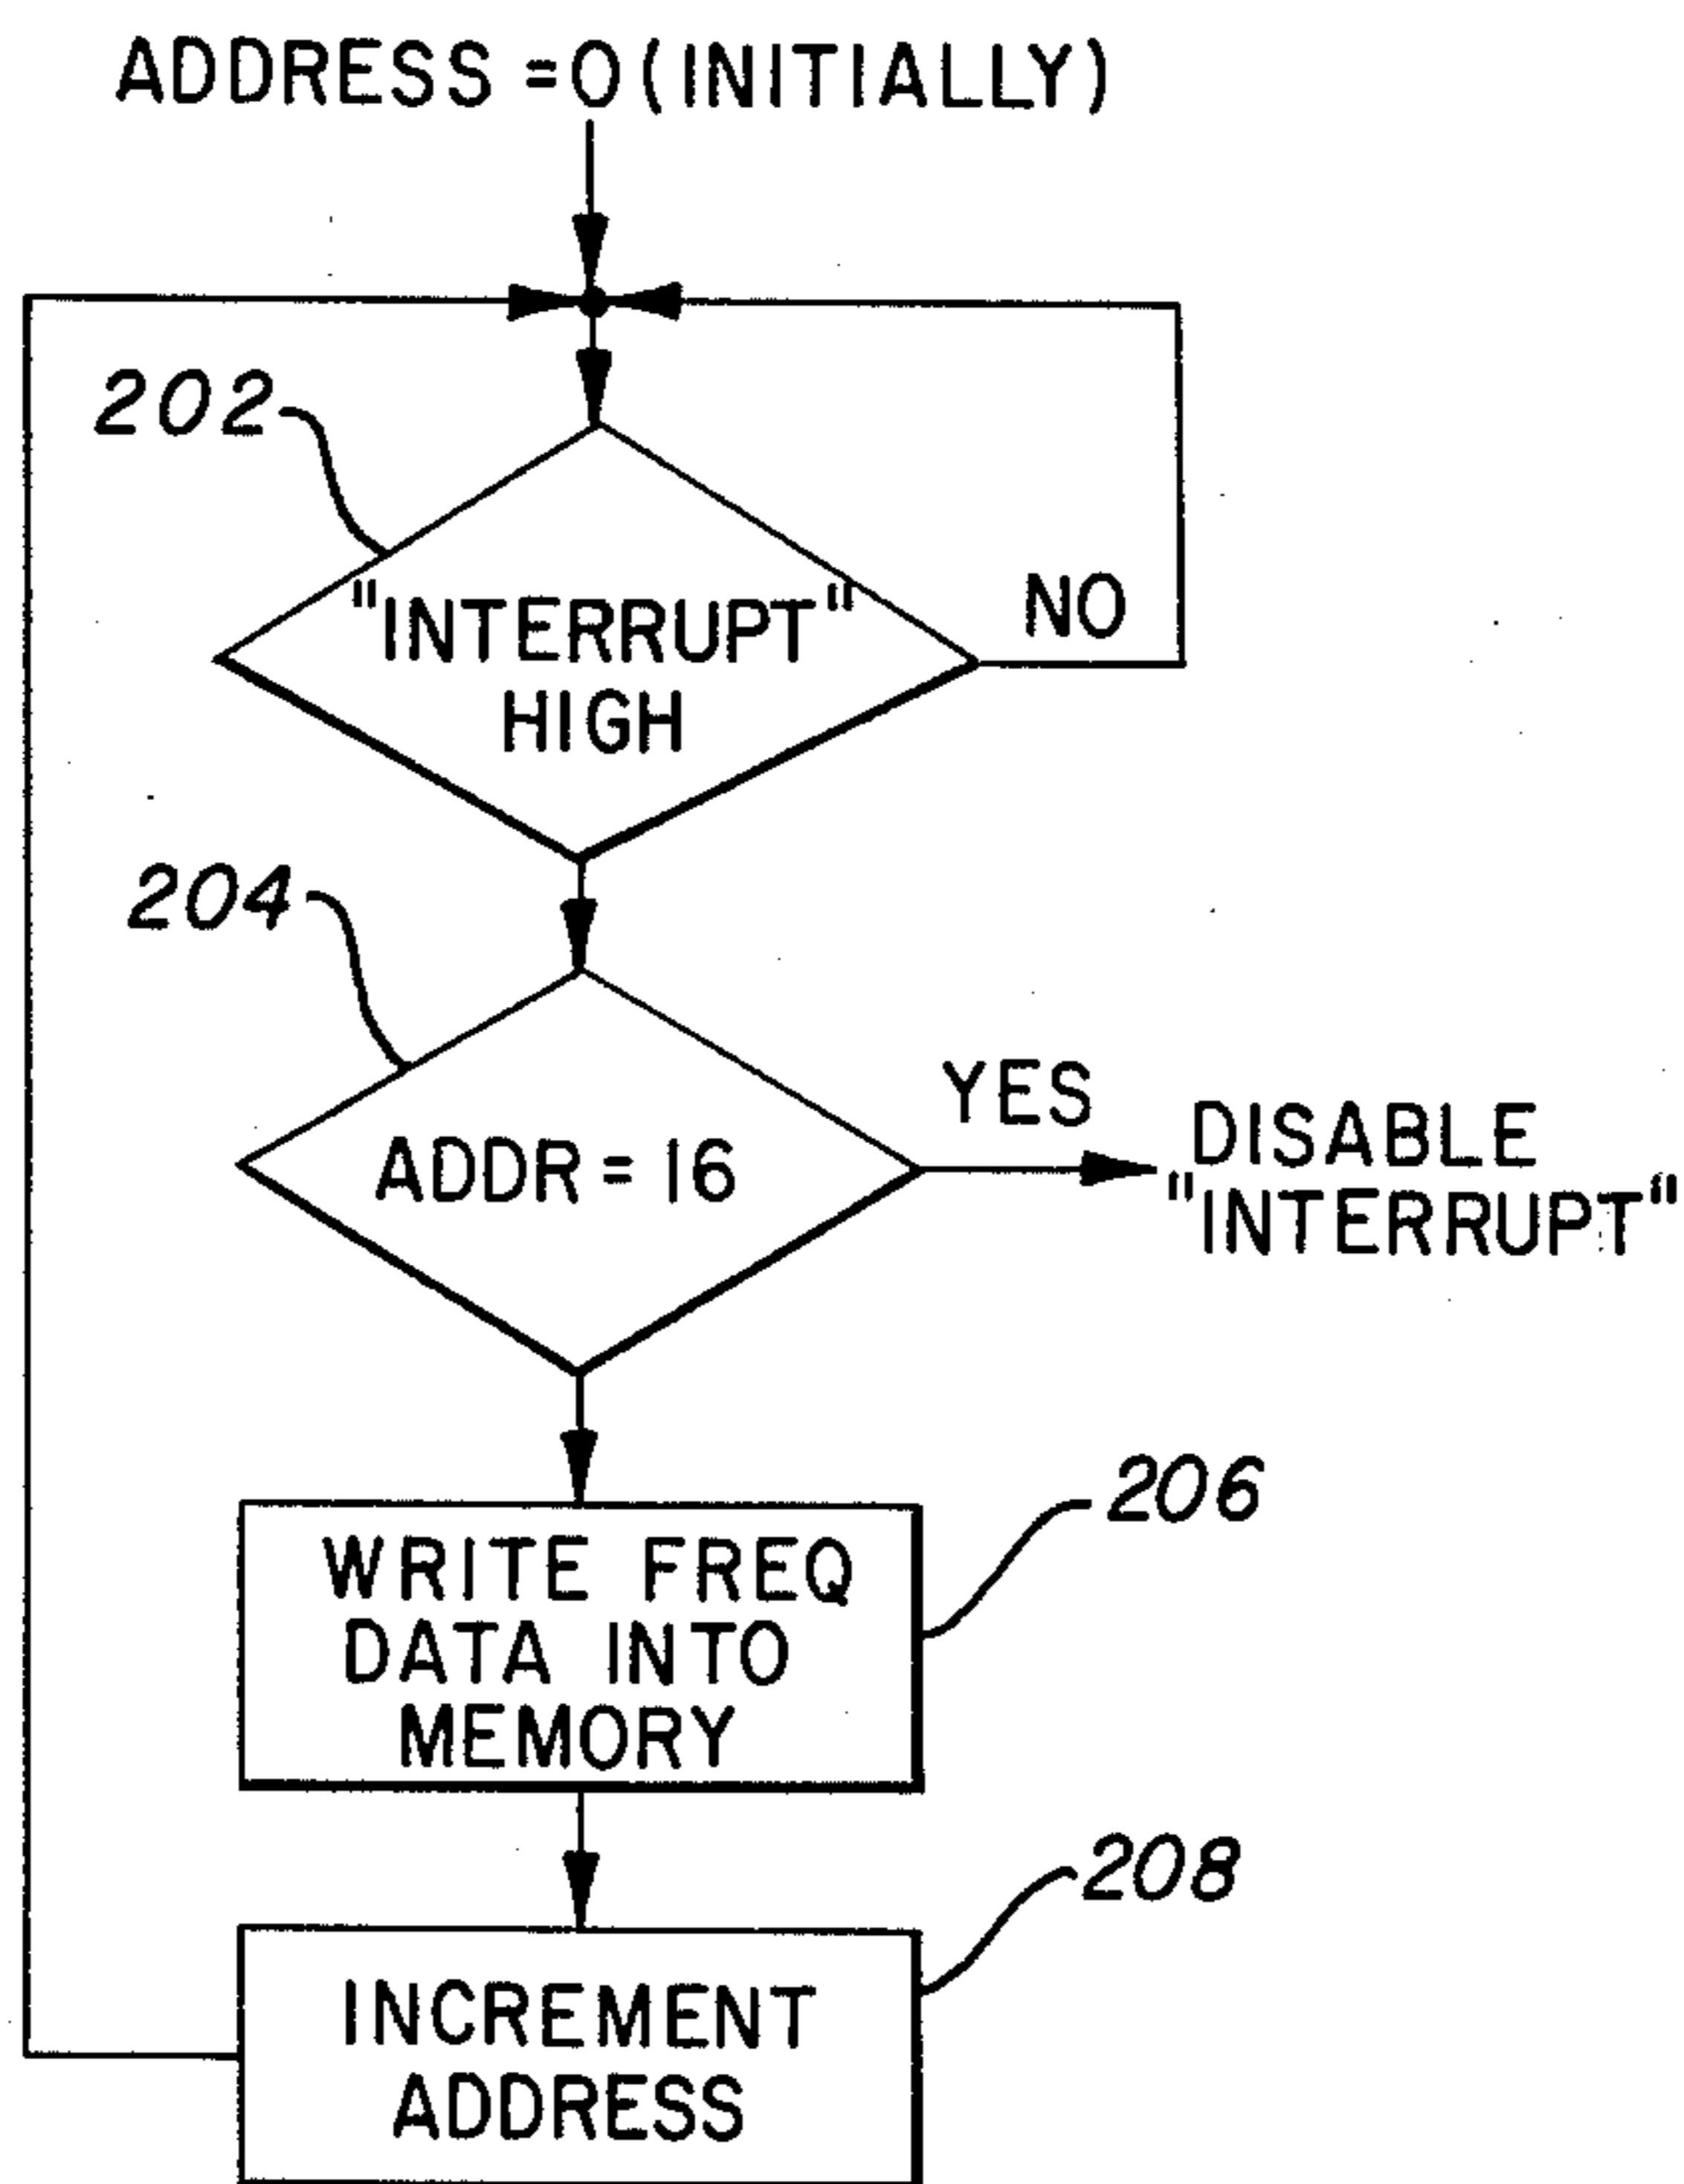 ADDRESS =0(INITIALLY)
202
"INTERRUPT"
HIGH
NO
204
ADDR = 16
YES
DISABLE
"INTERRUPT"
206
WRITE FREQ
DATA INTO
MEMORY
208
INCREMENT
ADDRESS